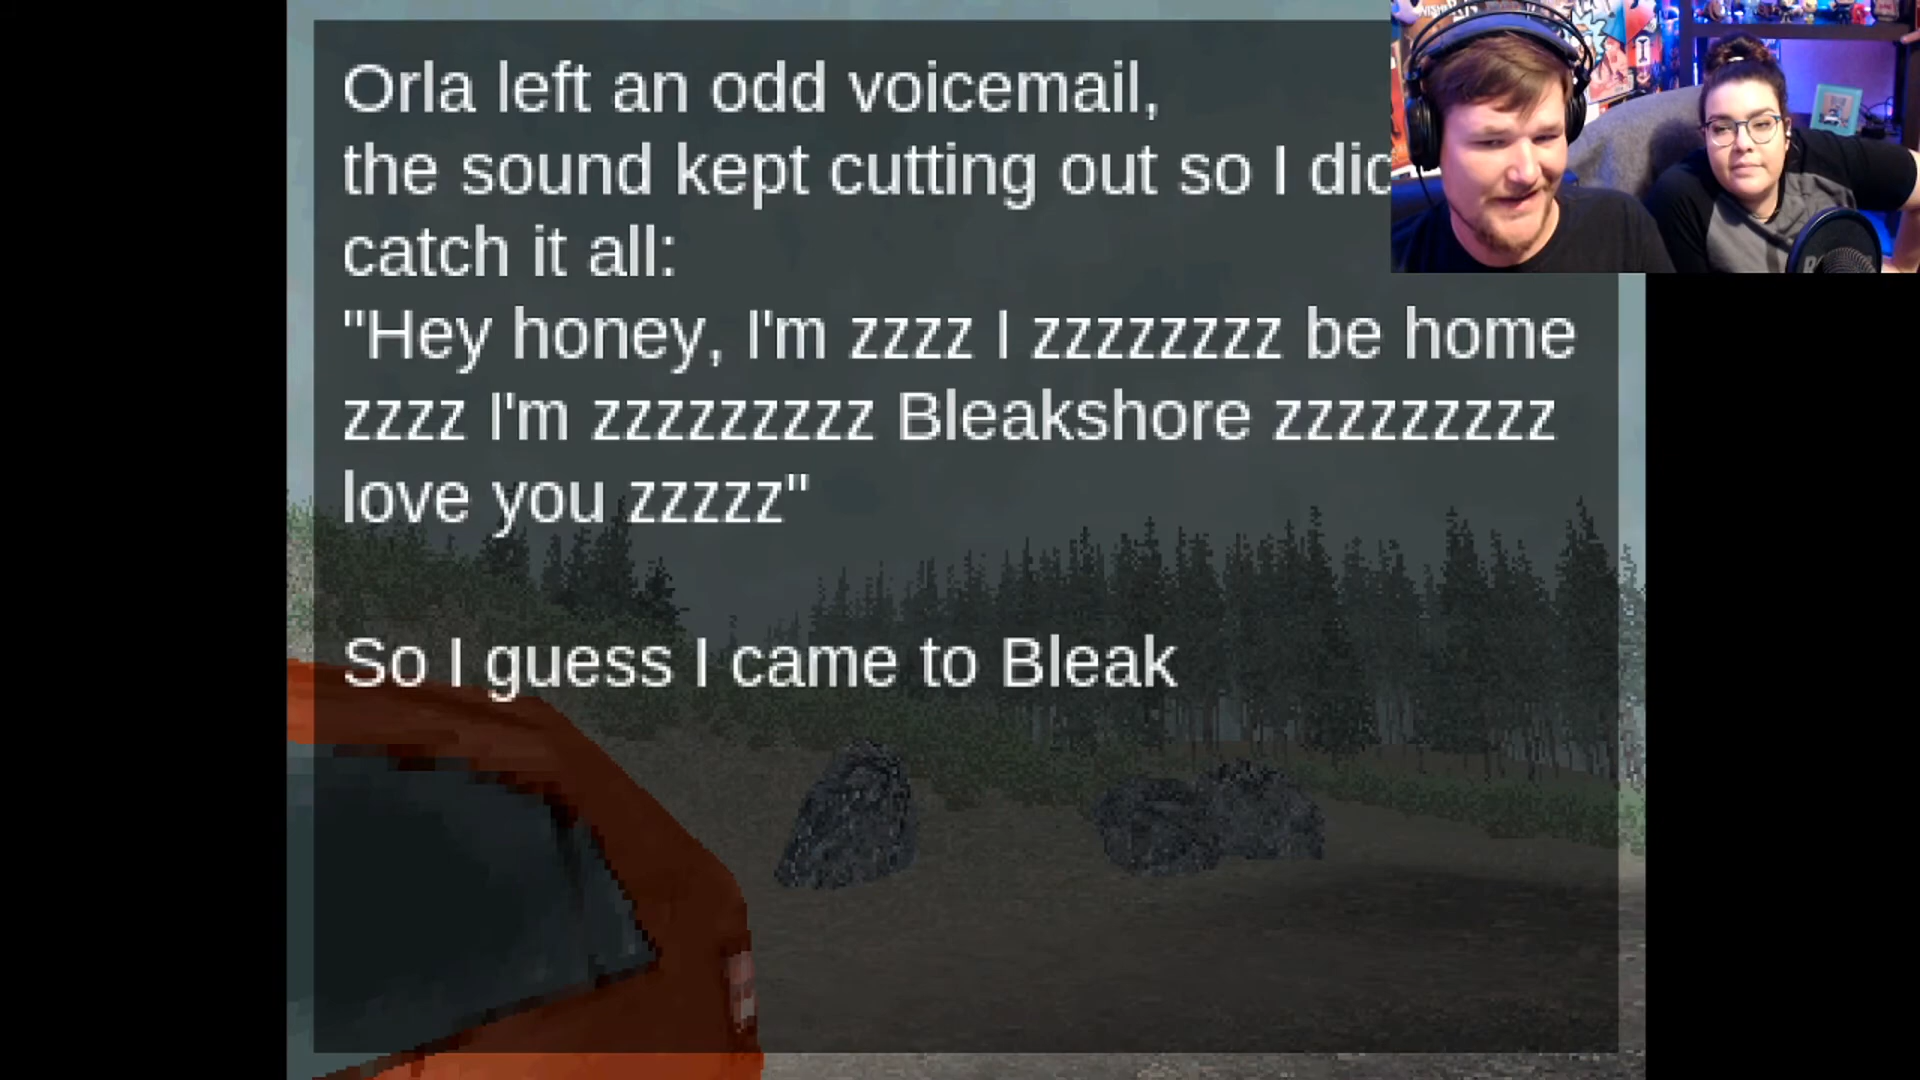 Orla left an odd voicemail,
the sound kept cutting out so I
catch it all:
"Hey honey, I'm zzzz I zzzzzzzz be home
zzzz I'm zzzzzzzzz Bleakshore zzzzzzzzz
love you zzzzz"
So I guess I came to Bleak